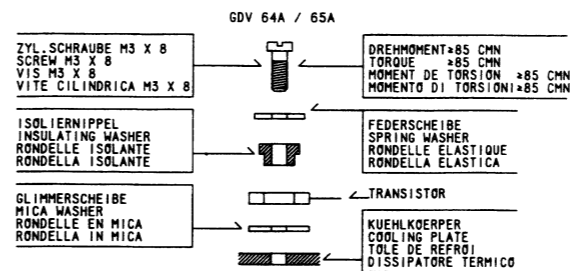 GDV 64A / 65A
ZYL.SCHRAUBE M3 X 8
SCREW M3 X 8
VIS M3 X 8
VITE CILINDRICA M3 X 8
DREHMOMENT≥85 CMN
TORQUE ≥85 CMN
MOMENT DE TORSION ≥85 CMN
MOMENTO DI TORSIONI≥85 CMN
ISOLIERNIPPEL
INSULATING WASHER
RONDELLE ISOLANTE
RONDELLA ISOLANTE
FEDERSCHEIBE
SPRING WASHER
RONDELLE ELASTIQUE
RONDELLA ELASTICA
TRANSISTOR
GLIMMERSCHEIBE
MICA WASHER
RONDELLE EN MICA
RONDELLA IN MICA
KUEHLKOERPER
COOLING PLATE
TOLE DE REFROI
DISSIPATORE TERMICO